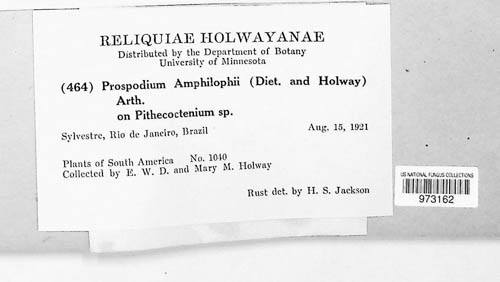 RELIQUIAE HOLWAYANAE
Distributed by the Department of Botany
University of Minnesota
(464) Prospodium Amphilophii (Diet. and Holway)
Arth.
on Pithecoctenium sp.
Sylvestre, Rio de Janeiro, Brazil Aug. 15, 1921
Plants of South America No. 1040
Collected by E. W. D. and Mary M. Holway
Rust det. by H. S. Jackson
US NATIONAL FUNGUS COLLECTIONS
973162